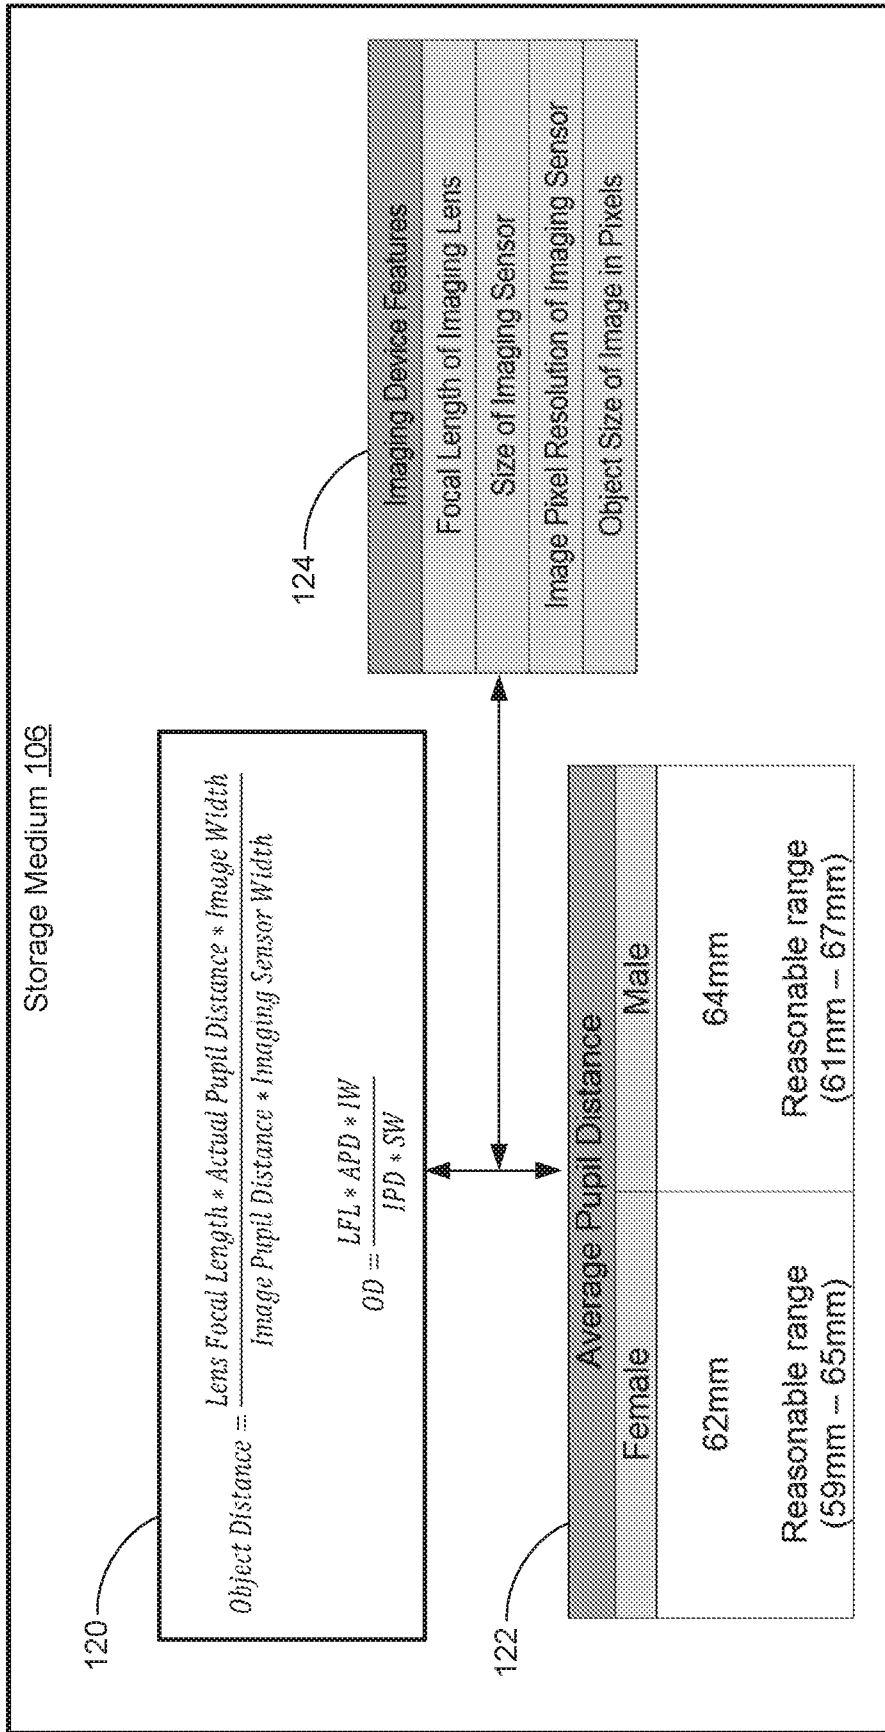 Storage Medium 106
120
Object Distance = Lens Focal Length * Actual Pupil Distance * Image Width
Image Pupil Distance * Imaging Sensor Width
OD = LFL * APD * IW
IPD * SW
124
Imaging Device Features
Focal Length of Imaging Lens
Size of Imaging Sensor
Image Pixel Resolution of Imaging Sensor
Object Size of Image in Pixels
122
Average Pupil Distance
Female
Male
62mm
64mm
Reasonable range
(59mm – 65mm)
Reasonable range
(61mm – 67mm)